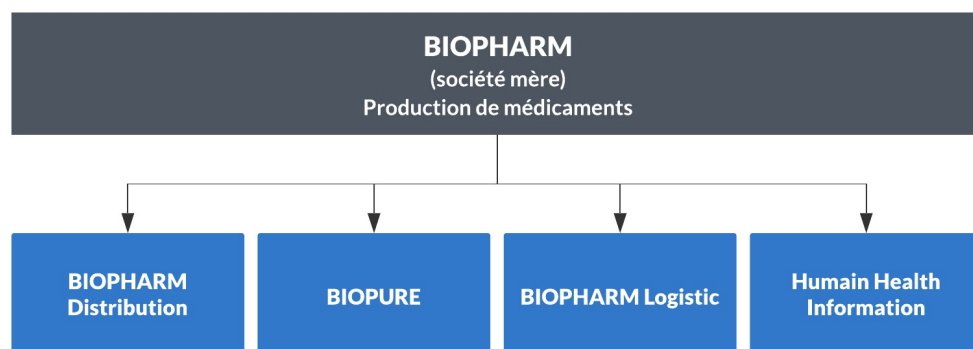 BIOPHARM
(société mère)
Production de médicaments
BIOPHARM
Distribution
BIOPURE
BIOPHARM Logistic
Humain Health
Information